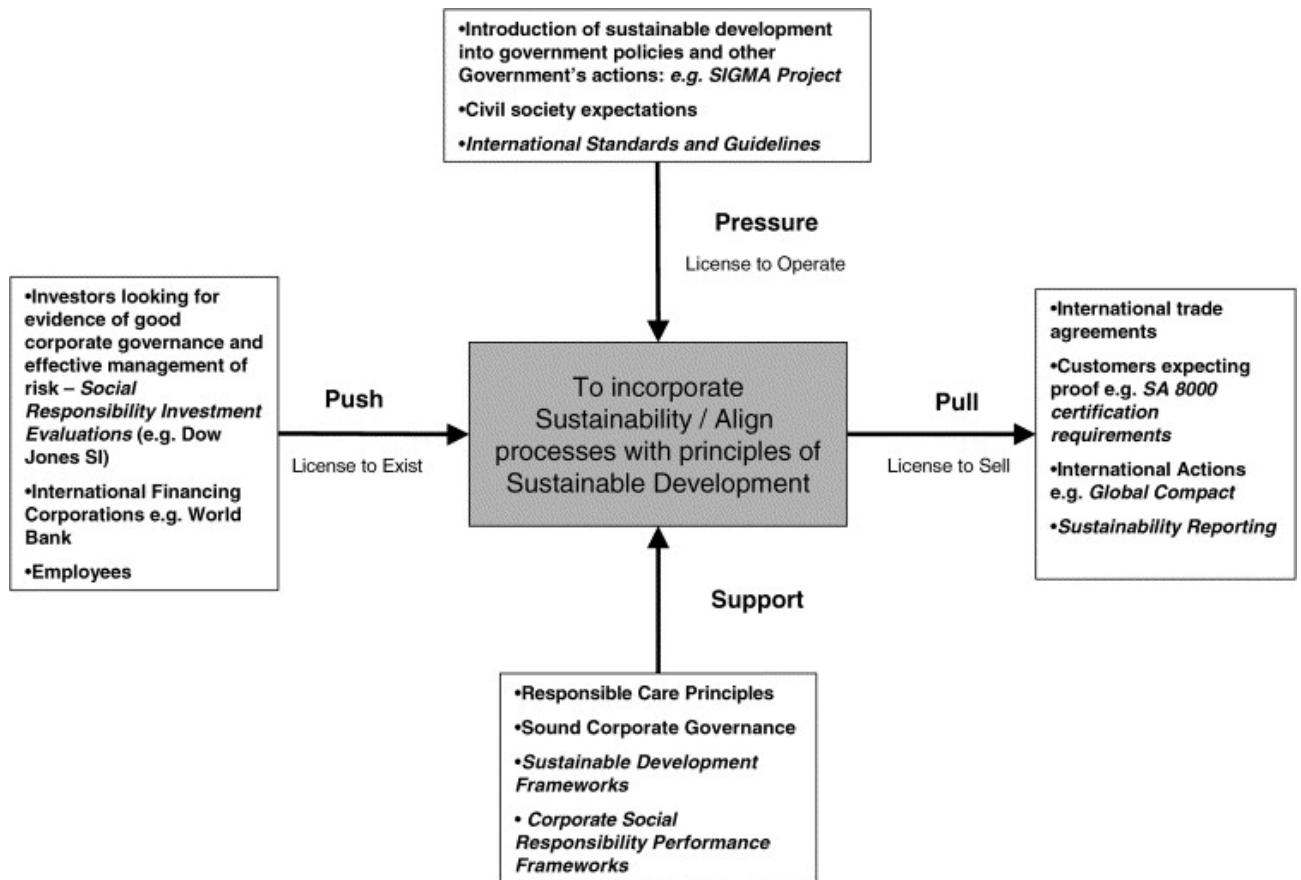 •Introduction of sustainable development
into government policies and other
Government's actions: e.g. SIGMA Project
•Civil society expectations
•International Standards and Guidelines
Pressure
License to Operate
•Investors looking for
evidence of good
corporate governance and
effective management of
risk – Social
Responsibility Investment
Evaluations (e.g. Dow
Jones SI)
•International Financing
Corporations e.g. World
Bank
•Employees
Push
License to Exist
To incorporate
Sustainability / Align
processes with principles of
Sustainable Development
Pull
License to Sell
•International trade
agreements
•Customers expecting
proof e.g. SA 8000
certification
requirements
•International Actions
e.g. Global Compact
•Sustainability Reporting
Support
•Responsible Care Principles
•Sound Corporate Governance
•Sustainable Development
Frameworks
• Corporate Social
Responsibility Performance
Frameworks